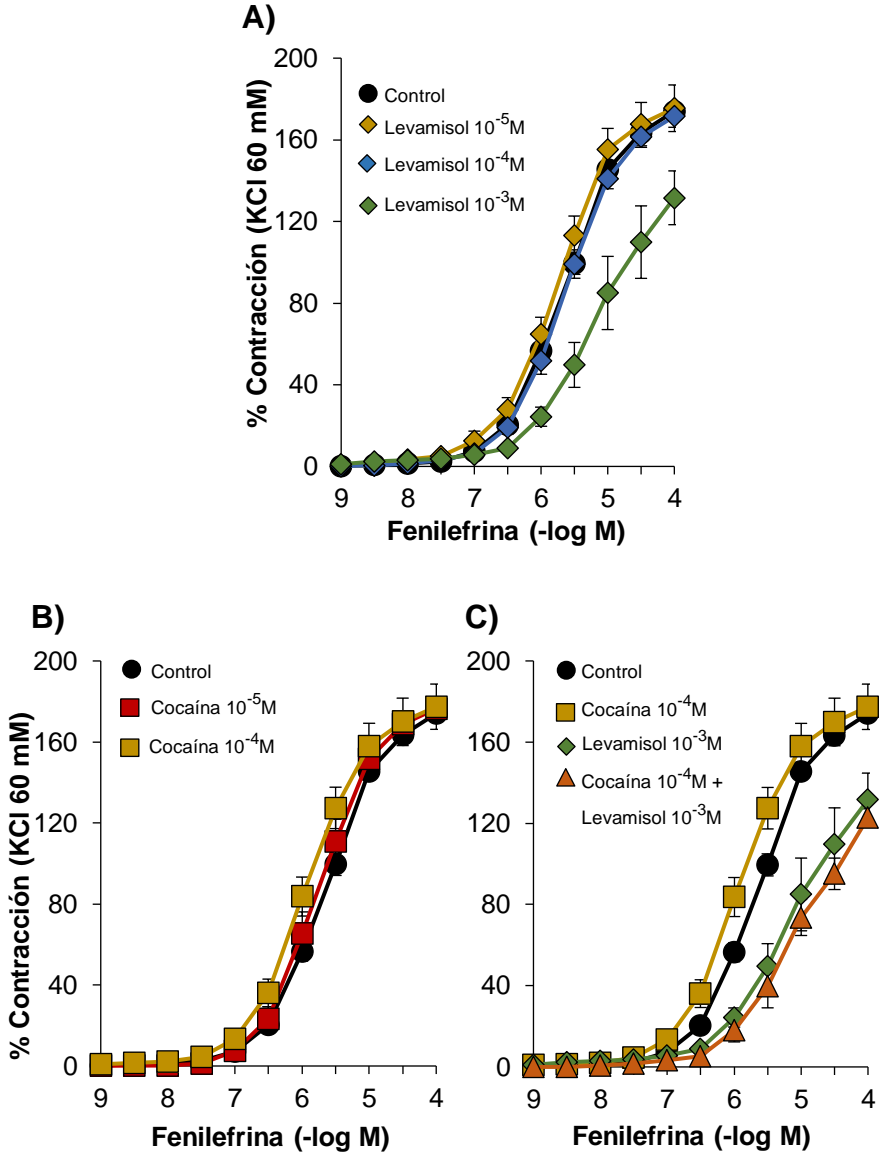 A)
% Contracción (KCl 60 mM)
200
160
120
80
40
0
Control
Levamisol 10⁻⁵M
Levamisol 10⁻⁴M
Levamisol 10⁻³M
9 8 7 6 5 4
Fenilefrina (-log M)
B)
% Contracción (KCl 60 mM)
200
160
120
80
40
0
Control
Cocaína 10⁻⁵M
Cocaína 10⁻⁴M
9 8 7 6 5 4
Fenilefrina (-log M)
C)
200
160
120
80
40
0
Control
Cocaína 10⁻⁴M
Levamisol 10⁻³M
Cocaína 10⁻⁴M +
Levamisol 10⁻³M
9 8 7 6 5 4
Fenilefrina (-log M)